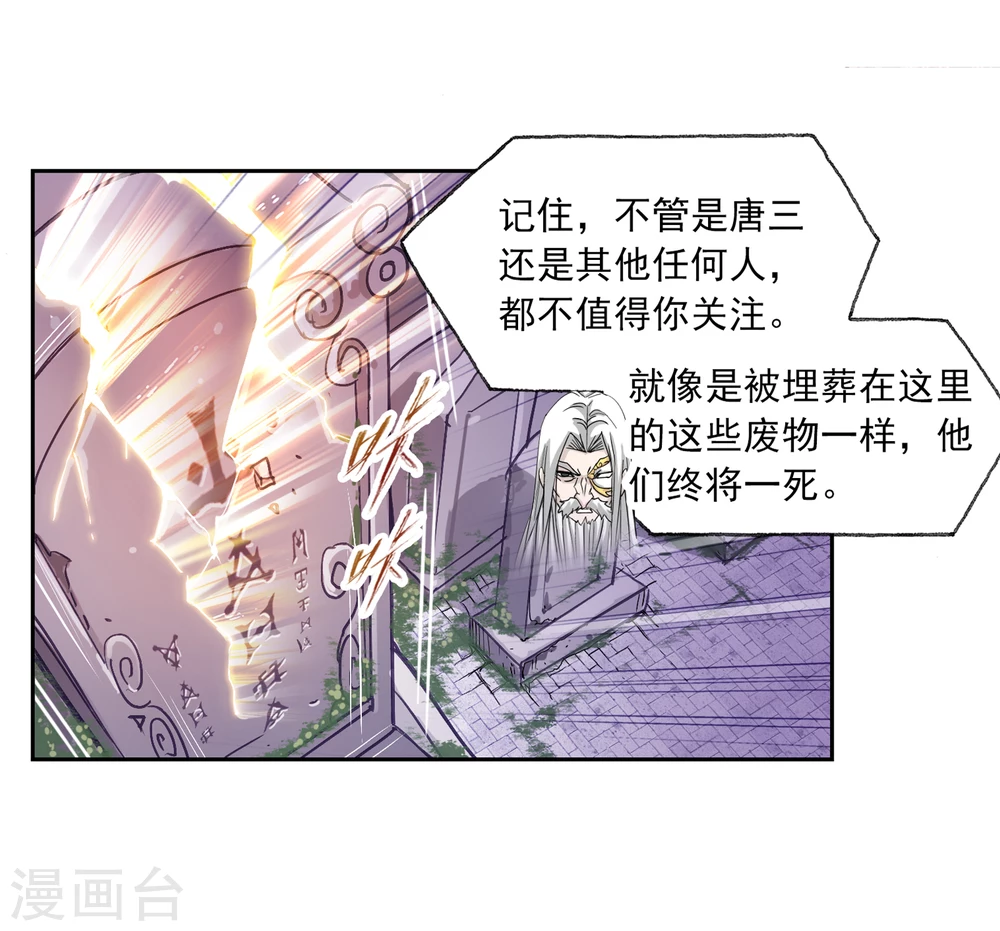 记住，不管是唐三
还是其他任何人，
都不值得你关注。
就像是被埋葬在这里
的这些废物一样，他
们终将一死。
咔
咔
漫画台